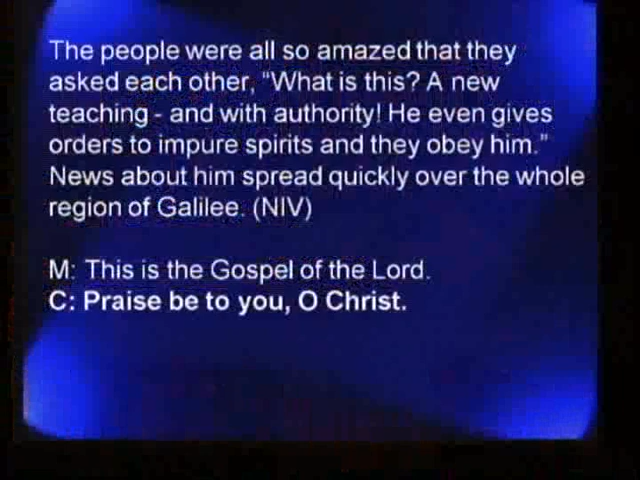 The people were all so amazed that they
asked each other, “What is this? A new
teaching - and with authority! He even gives
orders to impure spirits and they obey him.”
News about him spread quickly over the whole
region of Galilee. (NIV)
M: This is the Gospel of the Lord.
C: Praise be to you, O Christ.